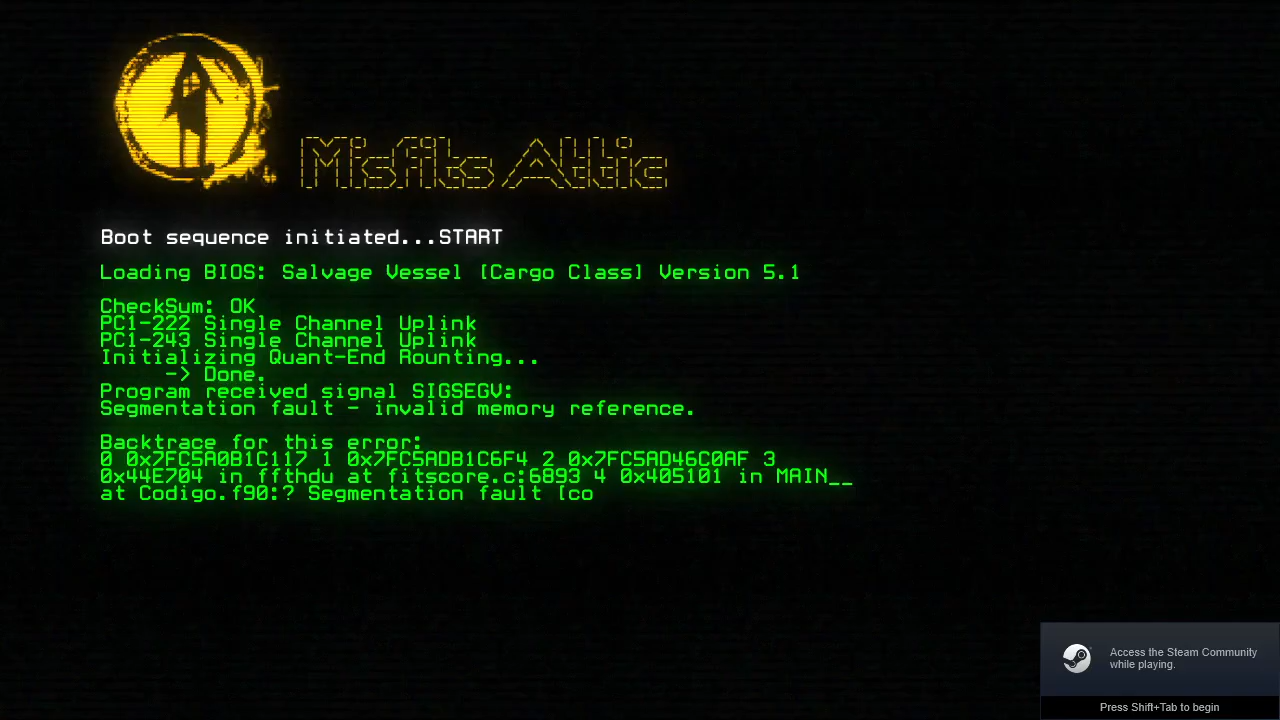 Misfits Attic
Boot sequence initiated...START
Loading BIOS: Salvage Vessel [Cargo Class] Version 5.1
CheckSum: OK
PC1-222 Single Channel Uplink
PC1-243 Single Channel Uplink
Initializing Quant-End Rounting...
-> Done.
Program received signal SIGSEGV:
Segmentation fault - invalid memory reference.
Backtrace for this error:
0 0x7FC5A0B1C117 1 0x7FC5ADB1C6F4 2 0x7FC5AD46C0AF 3
0x44E704 in ffthdu at fitscore.c:6893 4 0x405101 in MAIN__
at Codigo.f90:? Segmentation fault [co
Access the Steam Community
while playing.
Press Shift+Tab to begin